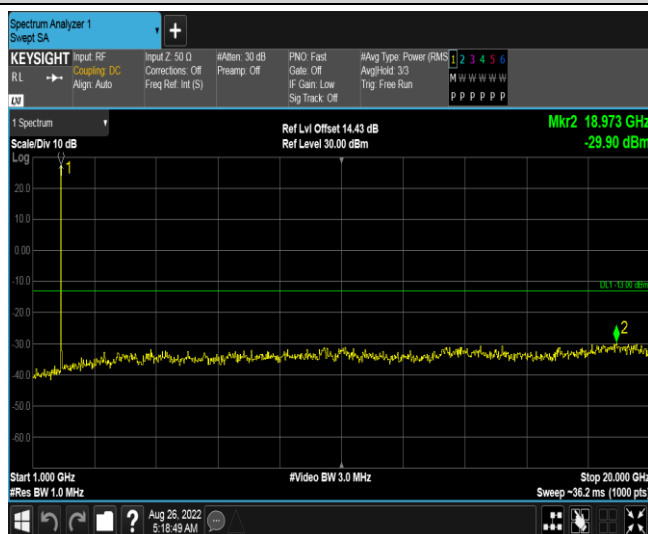 Spectrum Analyzer 1
Swept SA
KEYSIGHT
RL
LXI
Input: RF
Coupling: DC
Align: Auto
Input Z: 50 Ω
Corrections: Off
Freq Ref: Int (S)
#Atten: 30 dB
Preamp: Off
PNO: Fast
Gate: Off
IF Gain: Low
Sig Track: Off
#Avg Type: Power (RMS
Avg|Hold: 3/3
Trig: Free Run
1 2 3 4 5 6
M W W W W W
P P P P P P
1 Spectrum
Scale/Div 10 dB
Ref Lvl Offset 14.43 dB
Ref Level 30.00 dBm
Mkr2 18.973 GHz
-29.90 dBm
Log
1
20.0
10.0
0.00
-10.0
DL1 -13.00 dBm
2
-20.0
-30.0
-40.0
-50.0
-60.0
Start 1.000 GHz
#Video BW 3.0 MHz
Stop 20.000 GHz
#Res BW 1.0 MHz
Sweep ~36.2 ms (1000 pts)
?
Aug 26, 2022
5:18:49 AM